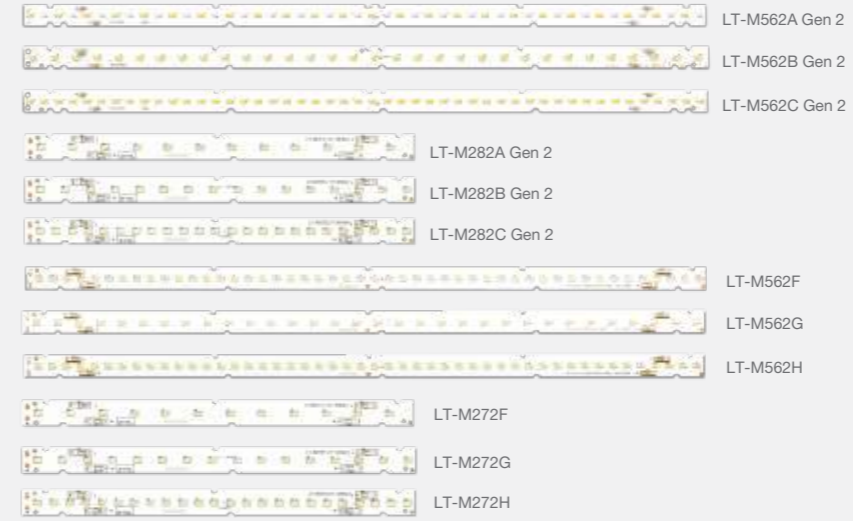 LT-M562A Gen 2
LT-M562B Gen 2
LT-M562C Gen 2
LT-M282A Gen 2
LT-M282B Gen 2
LT-M282C Gen 2
LT-M562F
LT-M562G
LT-M562H
LT-M272F
LT-M272G
LT-M272H